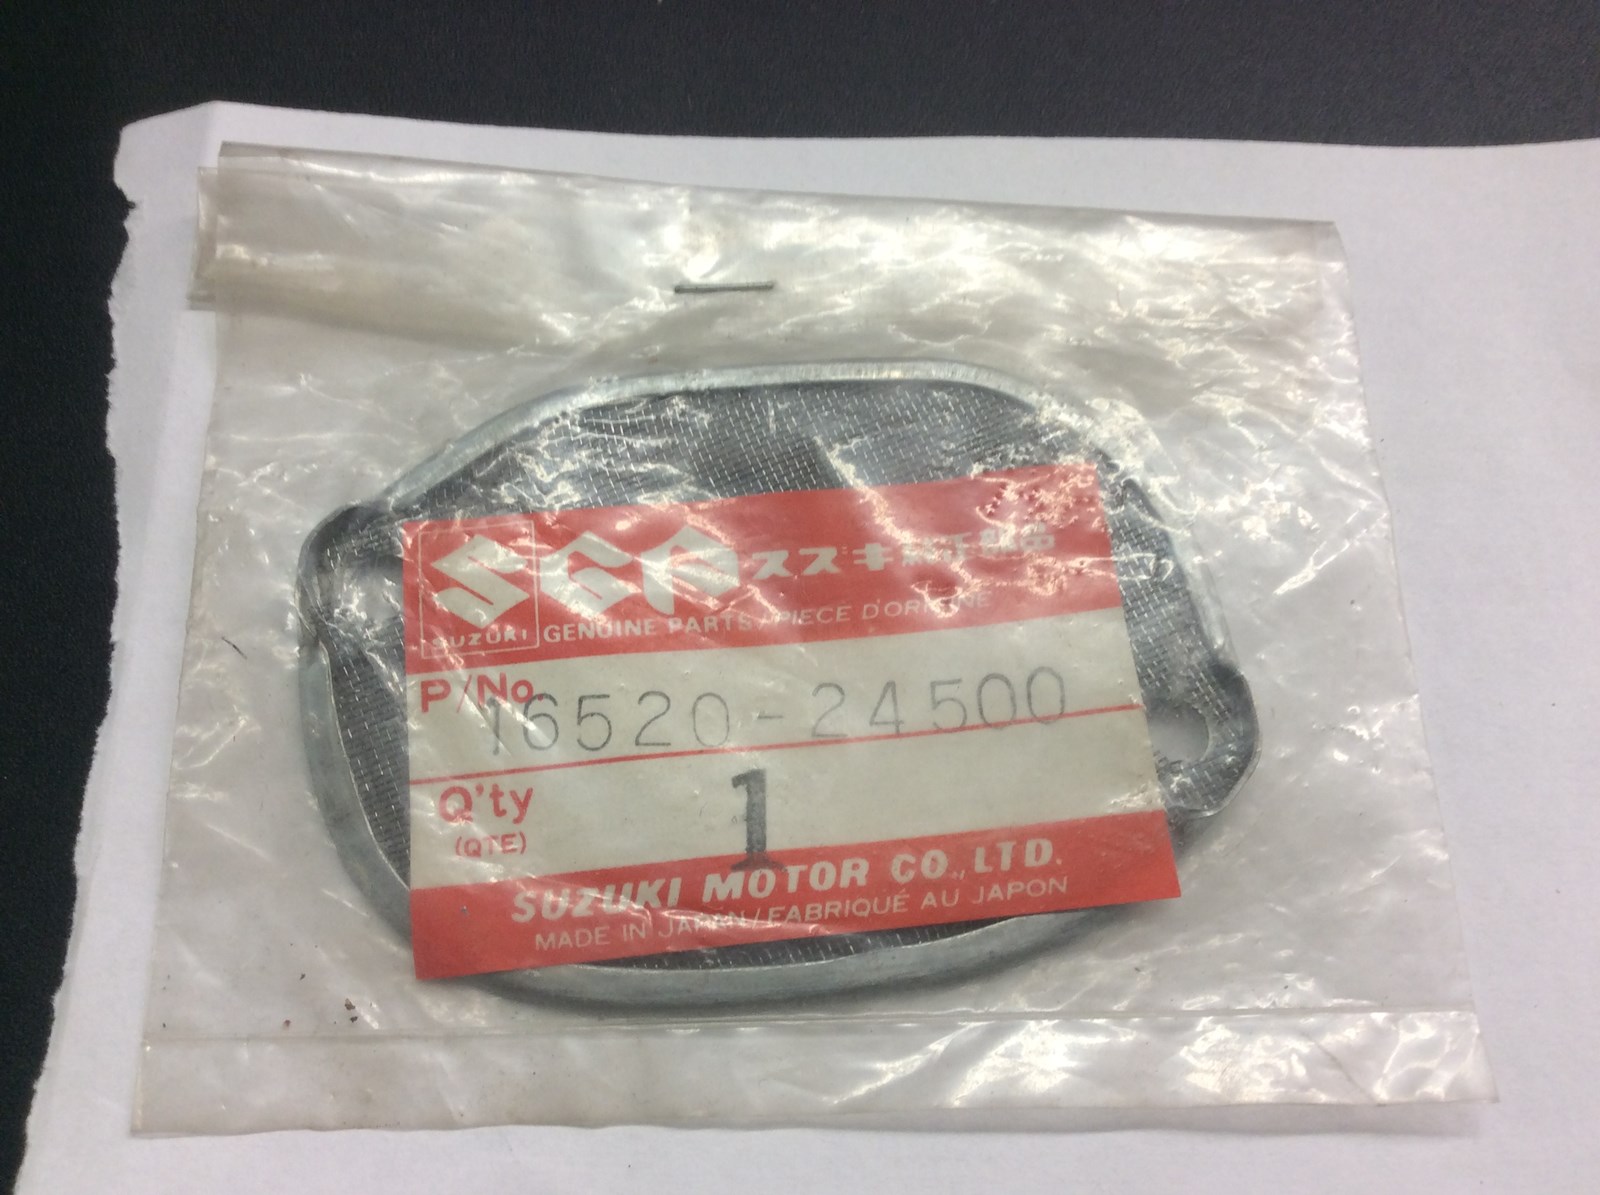 SGP スズキ純正部品
SUZUKI GENUINE PARTS/PIECE D'ORIGINE
P/No. 16520-24500
Q'ty 1
(QTE)
SUZUKI MOTOR CO., LTD.
MADE IN JAPAN/FABRIQUÉ AU JAPON